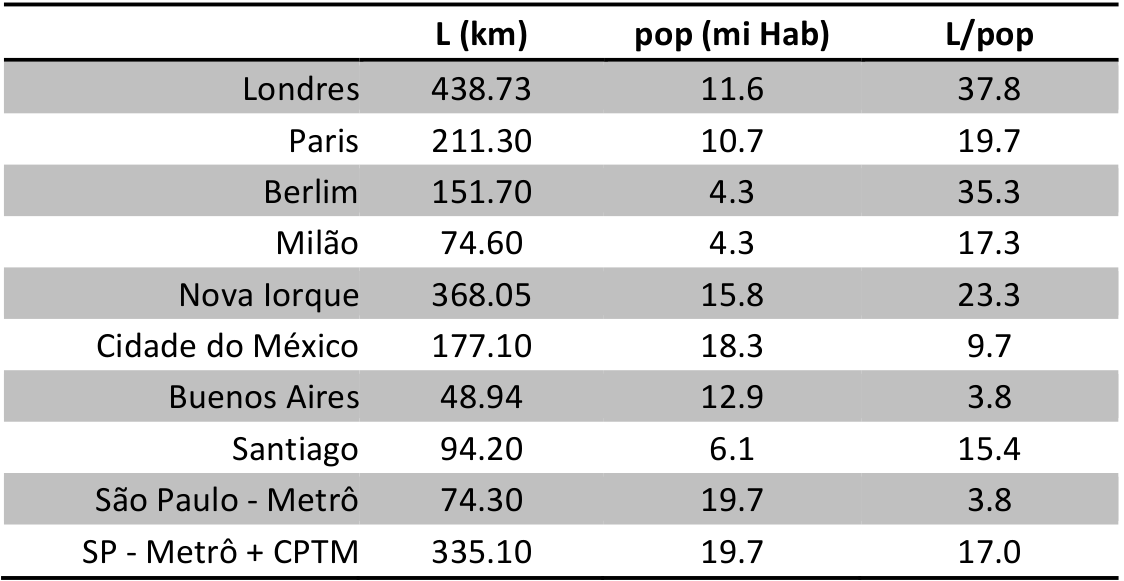 L (km) pop (mi Hab) L/pop
Londres 438.73 11.6 37.8
Paris 211.30 10.7 19.7
Berlim 151.70 4.3 35.3
Milão 74.60 4.3 17.3
Nova Iorque 368.05 15.8 23.3
Cidade do México 177.10 18.3 9.7
Buenos Aires 48.94 12.9 3.8
Santiago 94.20 6.1 15.4
São Paulo - Metrô 74.30 19.7 3.8
SP - Metrô + CPTM 335.10 19.7 17.0